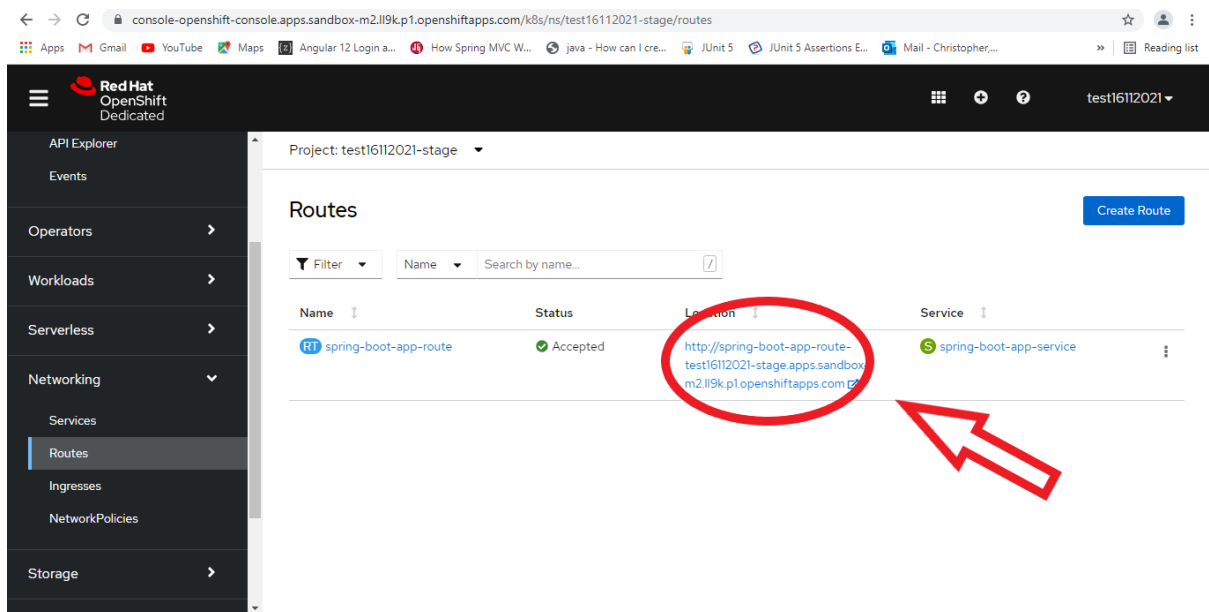 console-openshift-console.apps.sandbox-m2.ll9k.p1.openshiftapps.com/k8s/ns/test16112021-stage/routes
Apps Gmail YouTube Maps Angular 12 Login a... How Spring MVC W... java - How can I cre... JUnit 5 JUnit 5 Assertions E... Mail - Christopher,... » Reading list
Red Hat
OpenShift
Dedicated
test16112021
API Explorer
Events
Operators
Workloads
Serverless
Networking
Services
Routes
Ingresses
NetworkPolicies
Storage
Project: test16112021-stage
Routes
Create Route
Filter Name Search by name... /
Name Status Location Service
RT spring-boot-app-route Accepted http://spring-boot-app-route- S spring-boot-app-service
test16112021-stage.apps.sandbox-
m2.ll9k.p1.openshiftapps.com